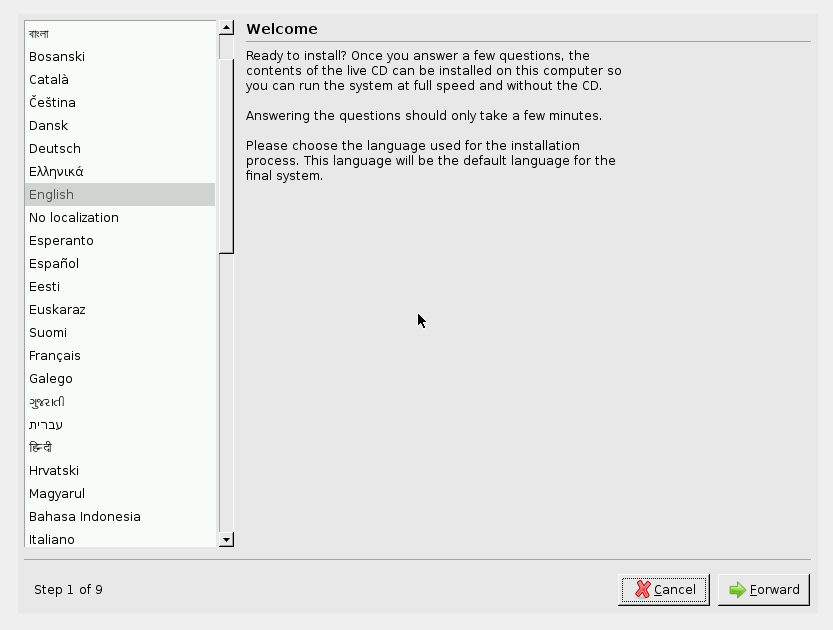 বাংলা
Bosanski
Català
Čeština
Dansk
Deutsch
Ελληνικά
English
No localization
Esperanto
Español
Eesti
Euskaraz
Suomi
Français
Galego
ગુજરાતી
עברית
हिन्दी
Hrvatski
Magyarul
Bahasa Indonesia
Italiano
Welcome
Ready to install? Once you answer a few questions, the
contents of the live CD can be installed on this computer so
you can run the system at full speed and without the CD.
Answering the questions should only take a few minutes.
Please choose the language used for the installation
process. This language will be the default language for the
final system.
Step 1 of 9
Cancel
Forward